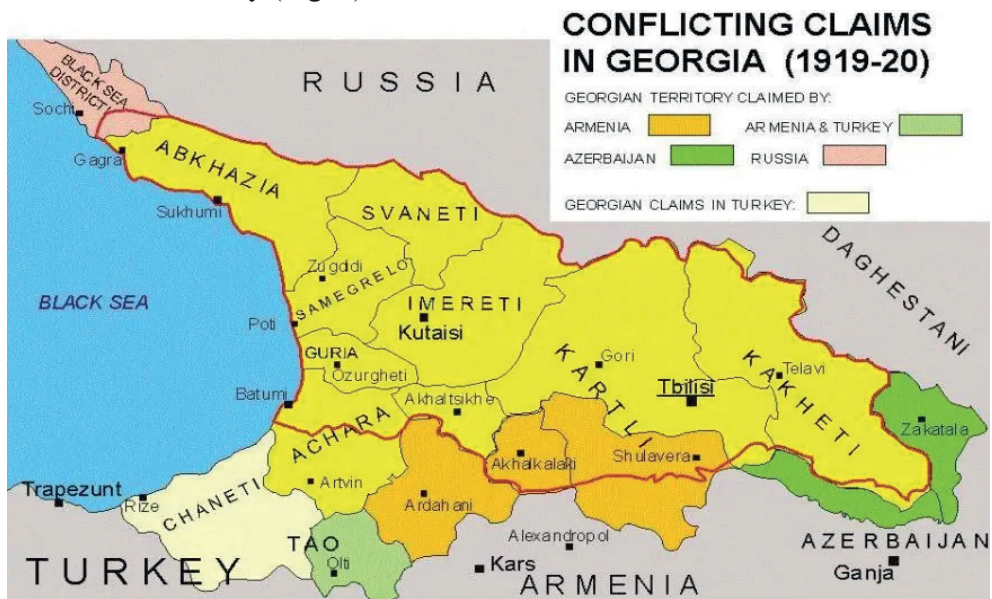 CONFLICTING CLAIMS
IN GEORGIA (1919-20)
GEORGIAN TERRITORY CLAIMED BY:
ARMENIA
ARMENIA & TURKEY
AZERBAIJAN
RUSSIA
GEORGIAN CLAIMS IN TURKEY:
RUSSIA
BLACK SEA
DISTRICT
Sochi
Gagra
ABKHAZIA
Sukhumi
SVANETI
DAGHESTANI
Zugdidi
SAMEGRELO
BLACK SEA
IMERETI
Kutaisi
Poti
GURIA
Ozurgheti
KARTLI
Gori
KAKHETI
Telavi
Tbilisi
Batumi
Akhaltsikhe
ACHARA
Zakatala
Akhalkalaki
Shulavera
Artvin
Ardahani
Trapezunt
Rize
CHANETI
Alexandropol
TAO
Olti
AZERBAIJAN
TURKEY
Kars
ARMENIA
Ganja